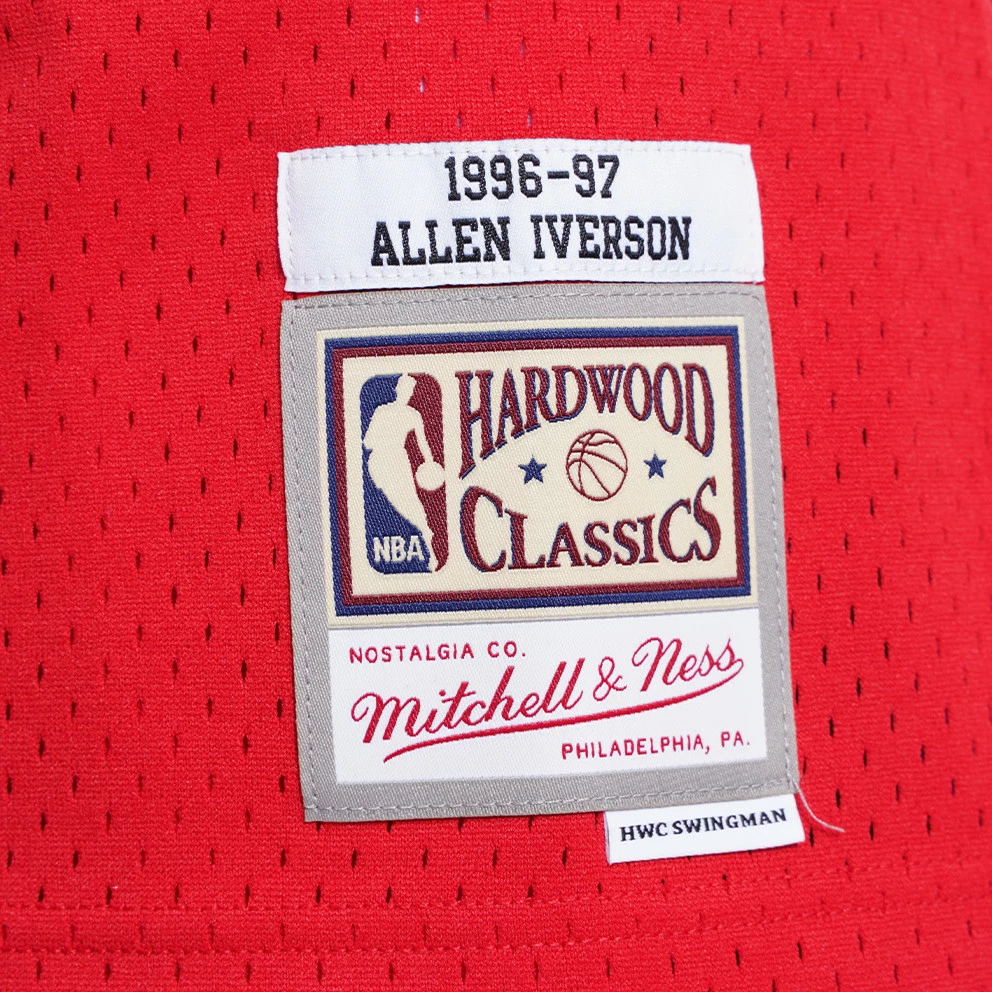 1996-97
ALLEN IVERSON
HARDWOOD
CLASSICS
NBA
NOSTALGIA CO.
Mitchell & Ness
PHILADELPHIA, PA.
HWC SWINGMAN